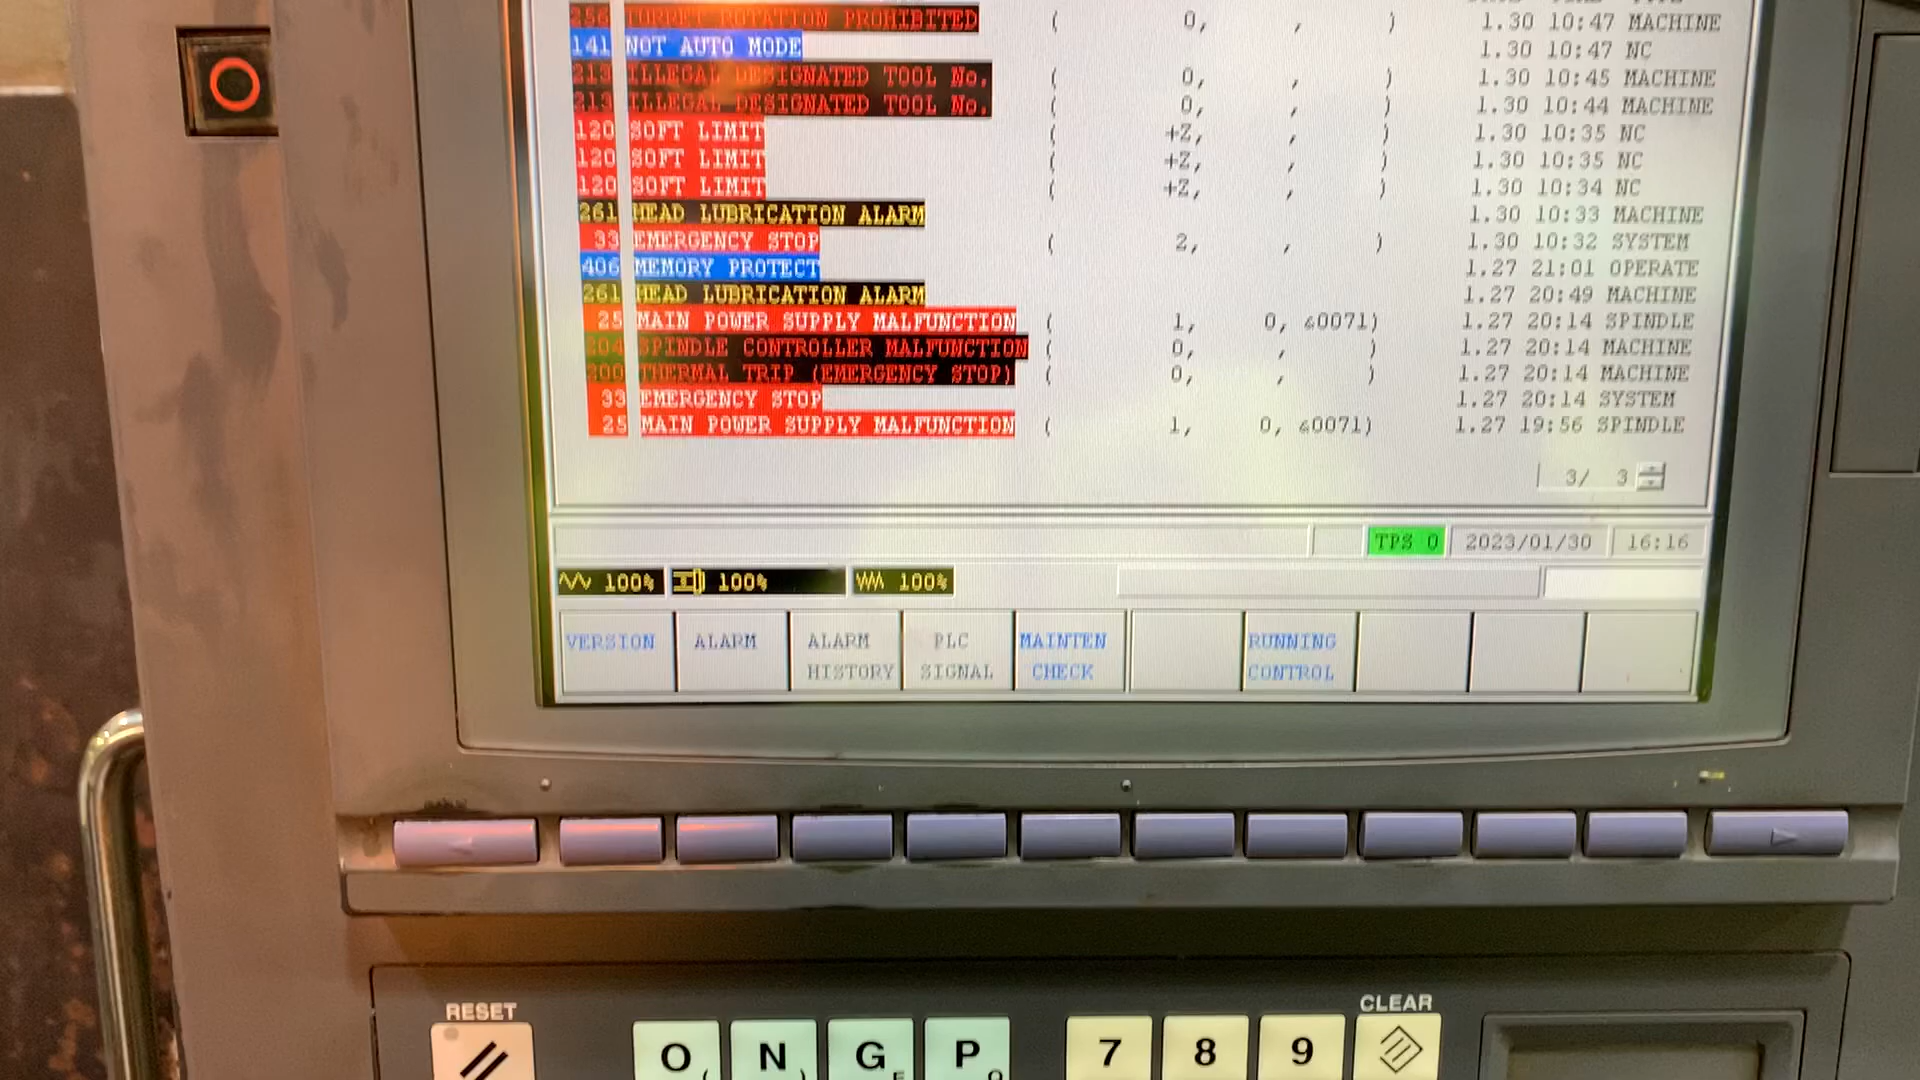 256 TURRET ROTATION PROHIBITED ( 0, , ) 1.30 10:47 MACHINE
141 NOT AUTO MODE 1.30 10:47 NC
213 ILLEGAL DESIGNATED TOOL No. ( 0, , ) 1.30 10:45 MACHINE
213 ILLEGAL DESIGNATED TOOL No. ( 0, , ) 1.30 10:44 MACHINE
120 SOFT LIMIT ( +Z, , ) 1.30 10:35 NC
120 SOFT LIMIT ( +Z, , ) 1.30 10:35 NC
120 SOFT LIMIT ( +Z, , ) 1.30 10:34 NC
261 HEAD LUBRICATION ALARM 1.30 10:33 MACHINE
33 EMERGENCY STOP ( 2, , ) 1.30 10:32 SYSTEM
406 MEMORY PROTECT 1.27 21:01 OPERATE
261 HEAD LUBRICATION ALARM 1.27 20:49 MACHINE
25 MAIN POWER SUPPLY MALFUNCTION ( 1, 0, &0071) 1.27 20:14 SPINDLE
204 SPINDLE CONTROLLER MALFUNCTION ( 0, , ) 1.27 20:14 MACHINE
200 THERMAL TRIP (EMERGENCY STOP) ( 0, , ) 1.27 20:14 MACHINE
33 EMERGENCY STOP 1.27 20:14 SYSTEM
25 MAIN POWER SUPPLY MALFUNCTION ( 1, 0, &0071) 1.27 19:56 SPINDLE
3/ 3
TPS 0 2023/01/30 16:16
100% 100% 100%
VERSION ALARM ALARM HISTORY PLC SIGNAL MAINTEN CHECK RUNNING CONTROL
RESET CLEAR
O N G P 7 8 9